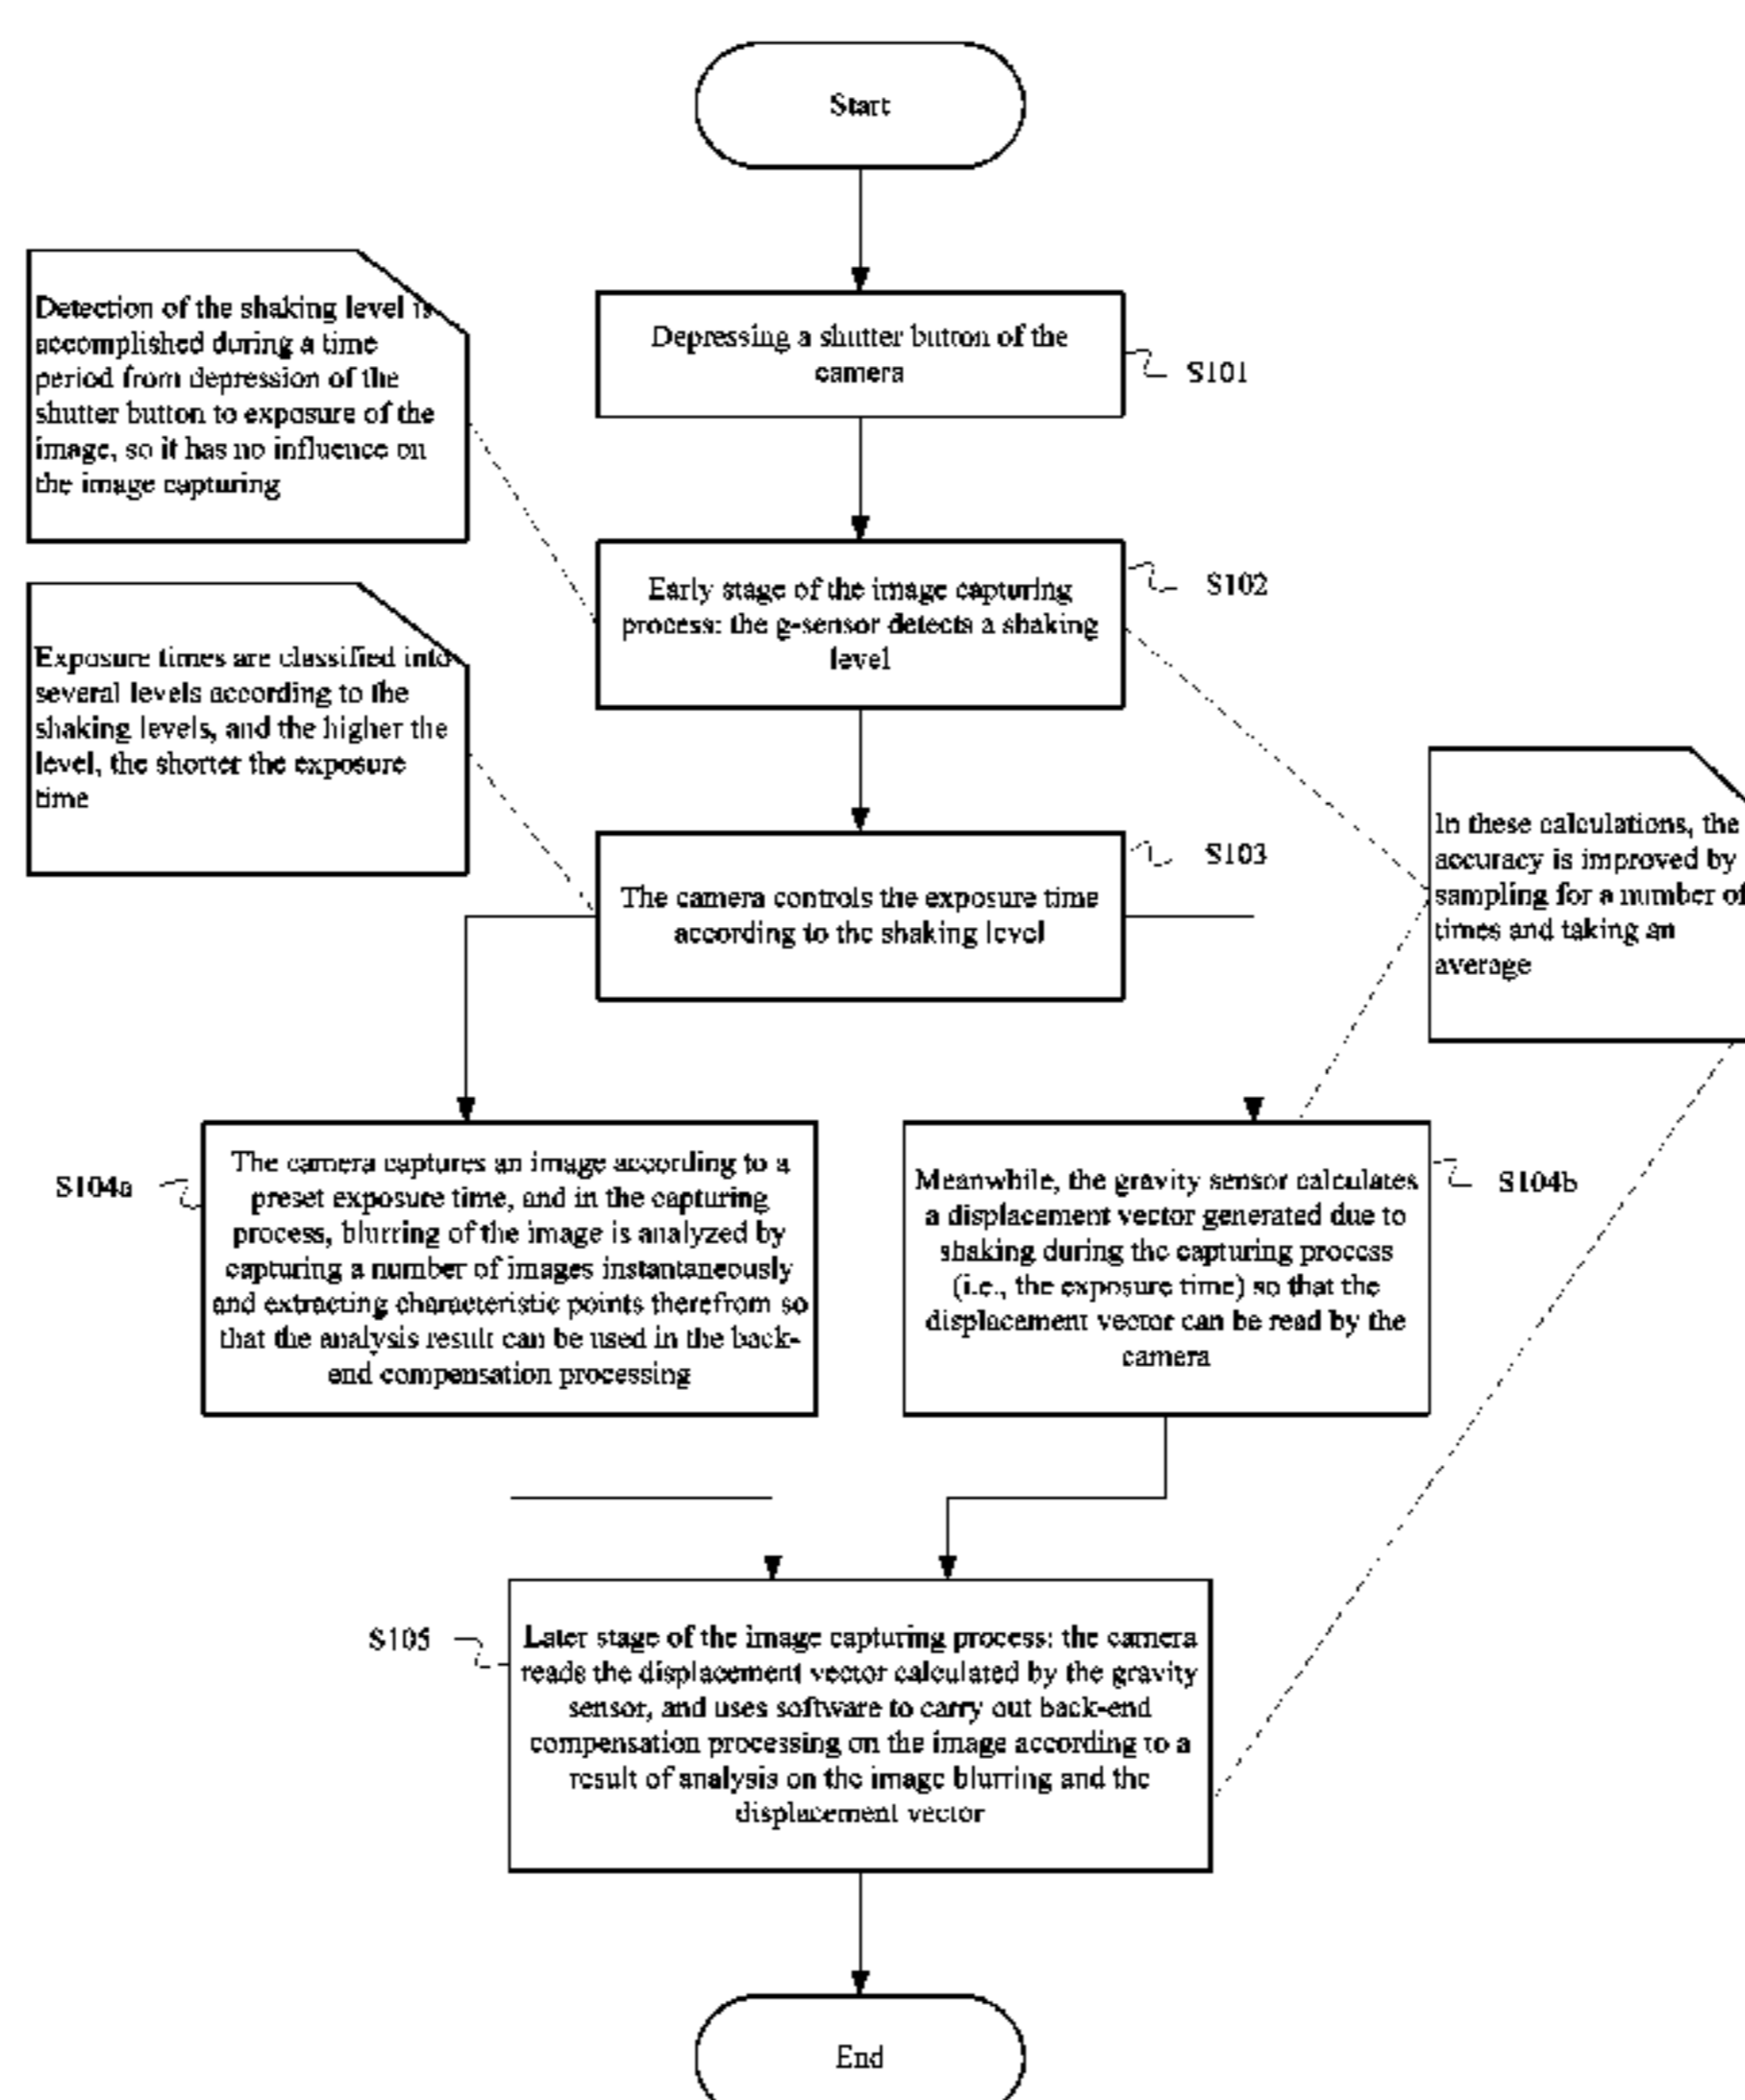 Start
Detection of the shaking level is
accomplished during a time
period from depression of the
shutter button to exposure of the
image, so it has no influence on
the image capturing
Depressing a shutter button of the
camera
S101
Early stage of the image capturing
process: the g-sensor detects a shaking
level
S102
Exposure times are classified into
several levels according to the
shaking levels, and the higher the
level, the shorter the exposure
time
The camera controls the exposure time
according to the shaking level
S103
In these calculations, the
accuracy is improved by
sampling for a number of
times and taking an
average
S104a
The camera captures an image according to a
preset exposure time, and in the capturing
process, blurring of the image is analyzed by
capturing a number of images instantaneously
and extracting characteristic points therefrom so
that the analysis result can be used in the back-
end compensation processing
Meanwhile, the gravity sensor calculates
a displacement vector generated due to
shaking during the capturing process
(i.e., the exposure time) so that the
displacement vector can be read by the
camera
S104b
S105
Later stage of the image capturing process: the camera
reads the displacement vector calculated by the gravity
sensor, and uses software to carry out back-end
compensation processing on the image according to a
result of analysis on the image blurring and the
displacement vector
End